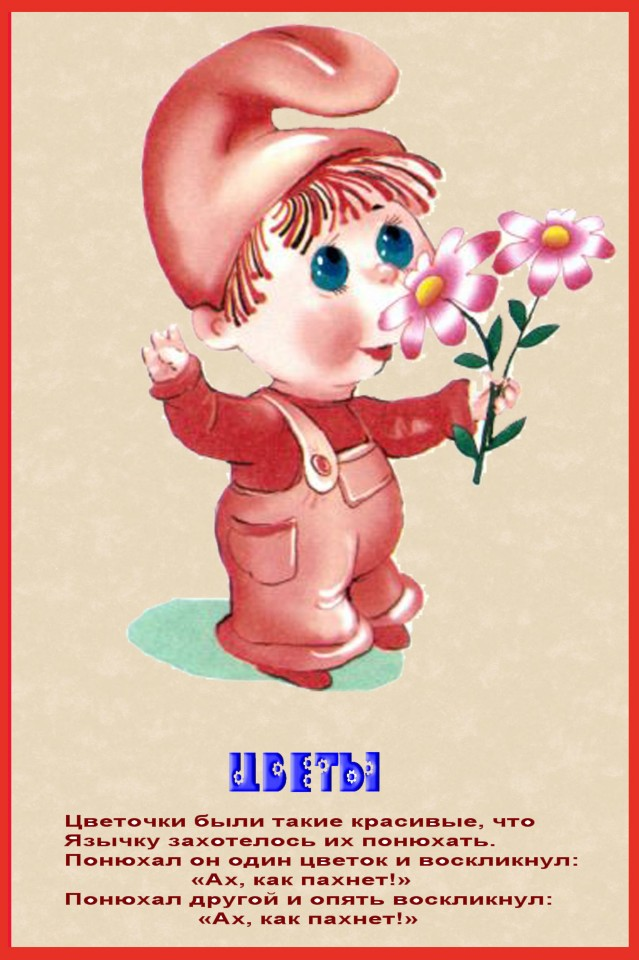 ЦВЕТЫ
Цветочки были такие красивые, что
Язычку захотелось их понюхать.
Понюхал он один цветок и воскликнул:
«Ах, как пахнет!»
Понюхал другой и опять воскликнул:
«Ах, как пахнет!»